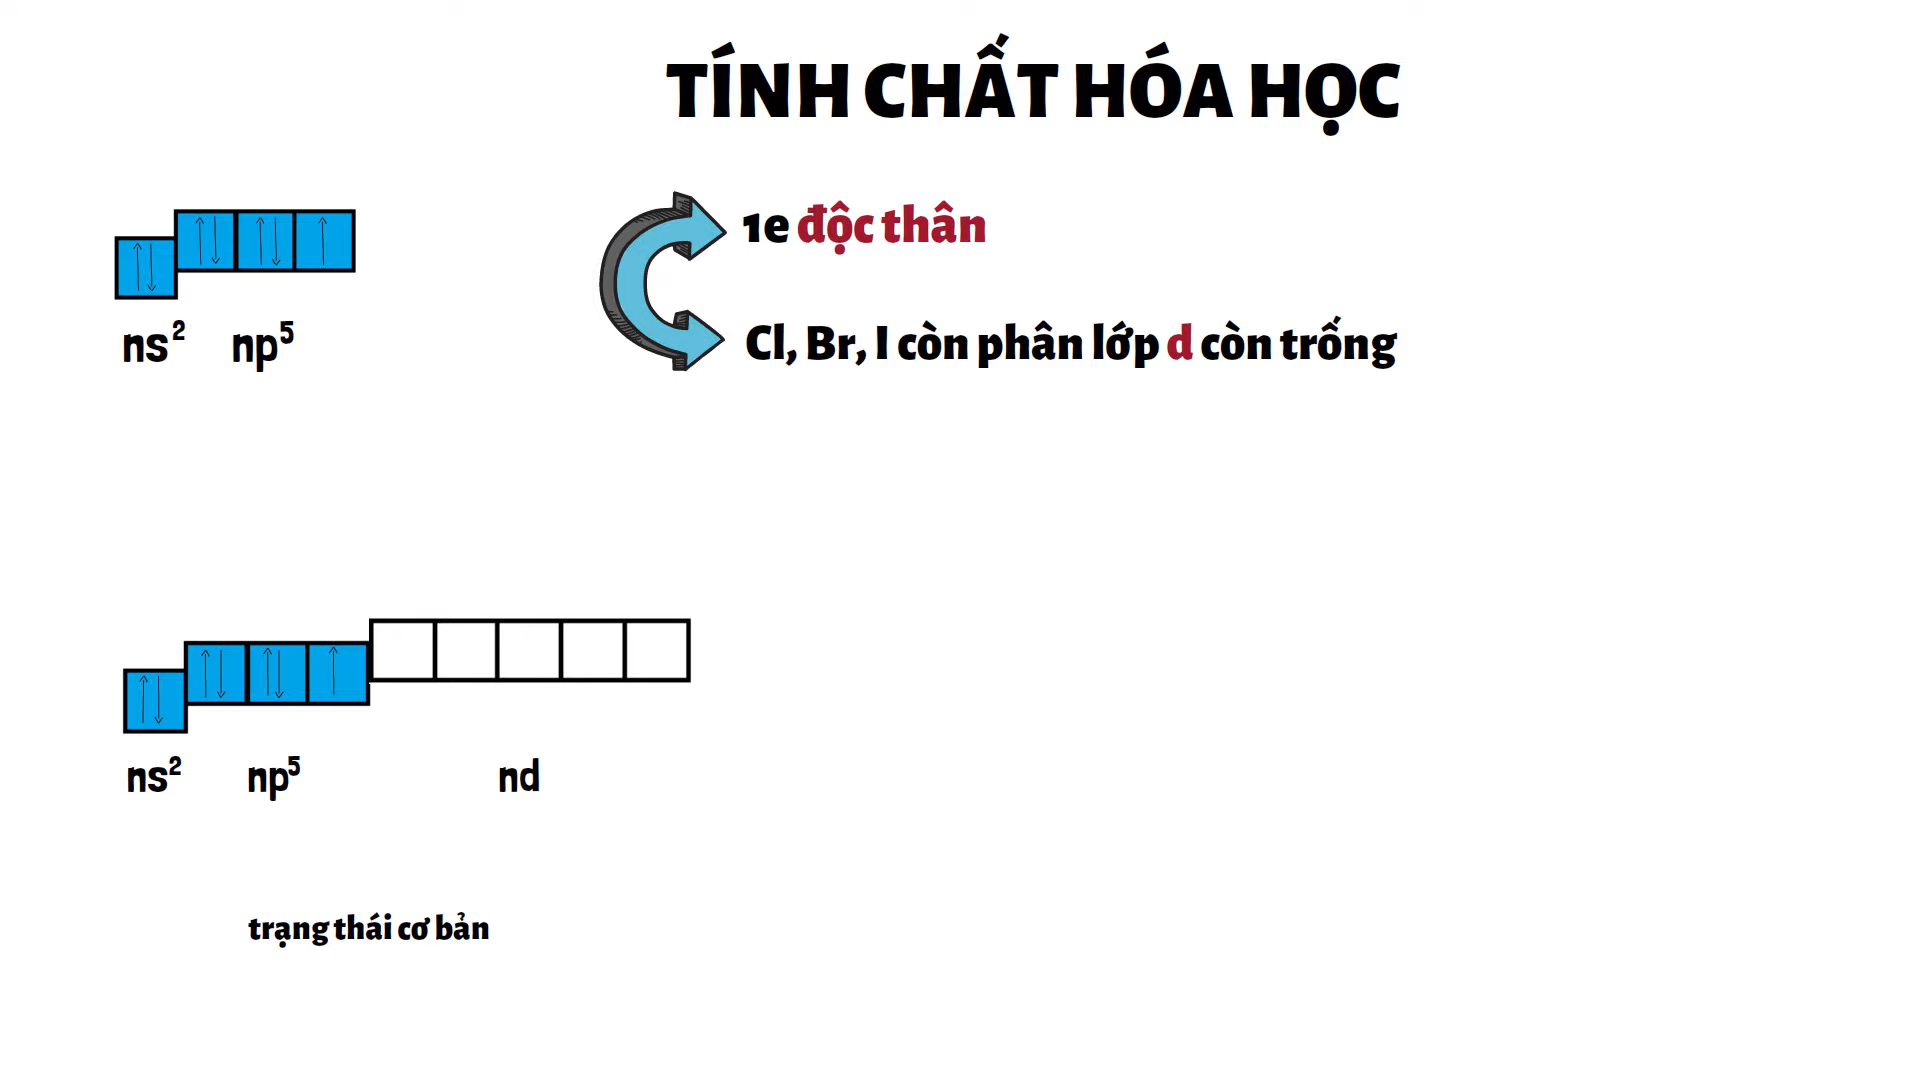 TÍNH CHẤT HÓA HỌC
1e độc thân
Cl, Br, I còn phân lớp d còn trống
ns² np⁵
ns² np⁵ nd
trạng thái cơ bản